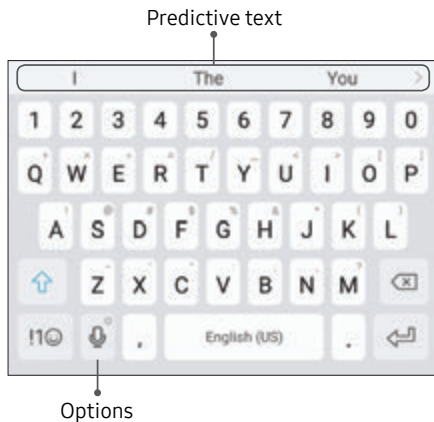 Predictive text
I The You >
1 2 3 4 5 6 7 8 9 0
Q W E R T Y U I O P
A S D F G H J K L
Z X C V B N M
!1☺ , English (US) .
Options